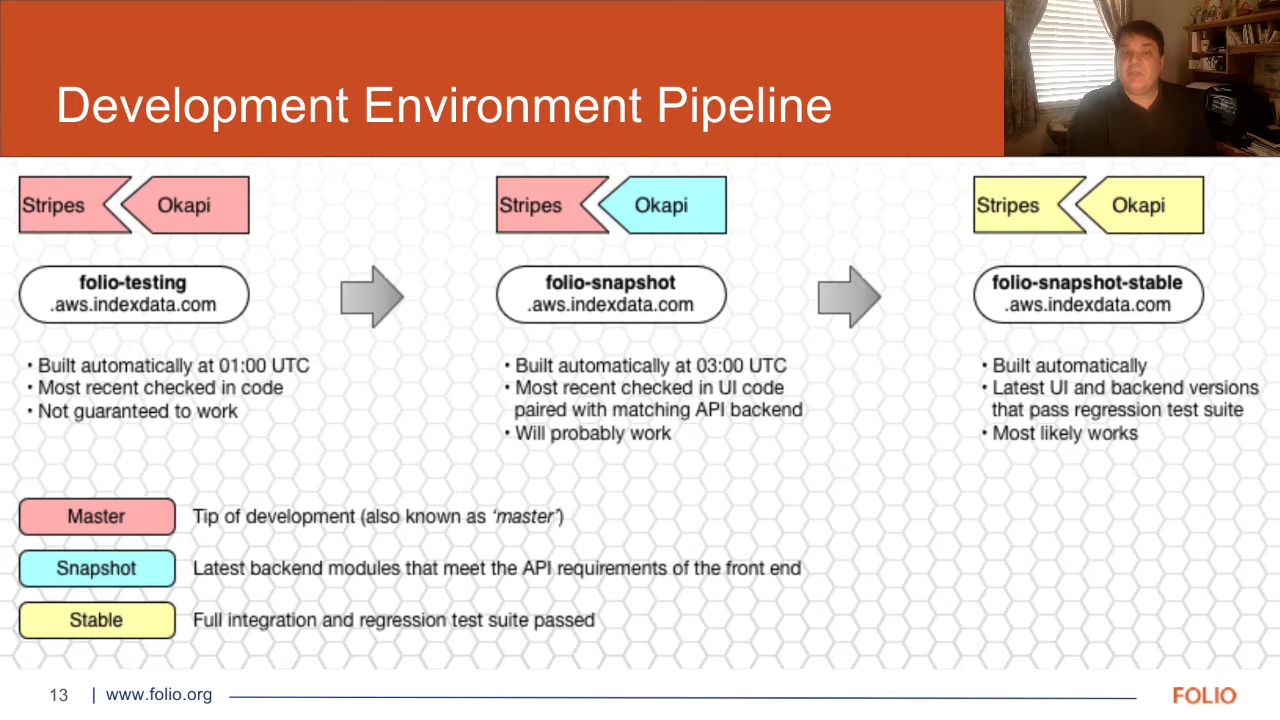 Development Environment Pipeline
Stripes
Okapi
Stripes
Okapi
Stripes
Okapi
folio-testing
.aws.indexdata.com
folio-snapshot
.aws.indexdata.com
folio-snapshot-stable
.aws.indexdata.com
• Built automatically at 01:00 UTC
• Most recent checked in code
• Not guaranteed to work
• Built automatically at 03:00 UTC
• Most recent checked in UI code
paired with matching API backend
• Will probably work
• Built automatically
• Latest UI and backend versions
that pass regression test suite
• Most likely works
Master
Tip of development (also known as 'master')
Snapshot
Latest backend modules that meet the API requirements of the front end
Stable
Full integration and regression test suite passed
13 | www.folio.org
FOLIO